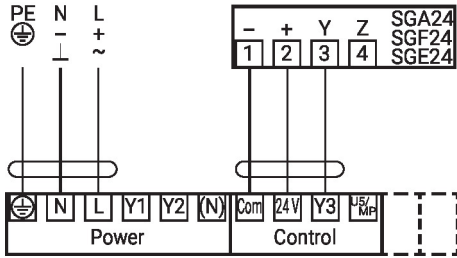 PE N L
– –
⊥ + ~
– + Y Z
1 2 3 4
SGA24
SGF24
SGE24
N L Y1 Y2 (N) Com 24V Y3 U5/MP
Power Control